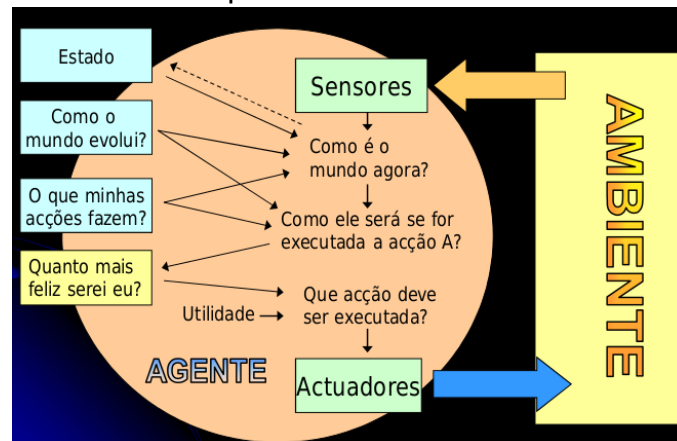 Estado
Sensores
Como o
mundo evolui?
Como é o
mundo agora?
O que minhas
acções fazem?
Como ele será se for
executada a acção A?
Quanto mais
feliz serei eu?
Utilidade
Que acção deve
ser executada?
AGENTE
Actuadores
AMBIENTE